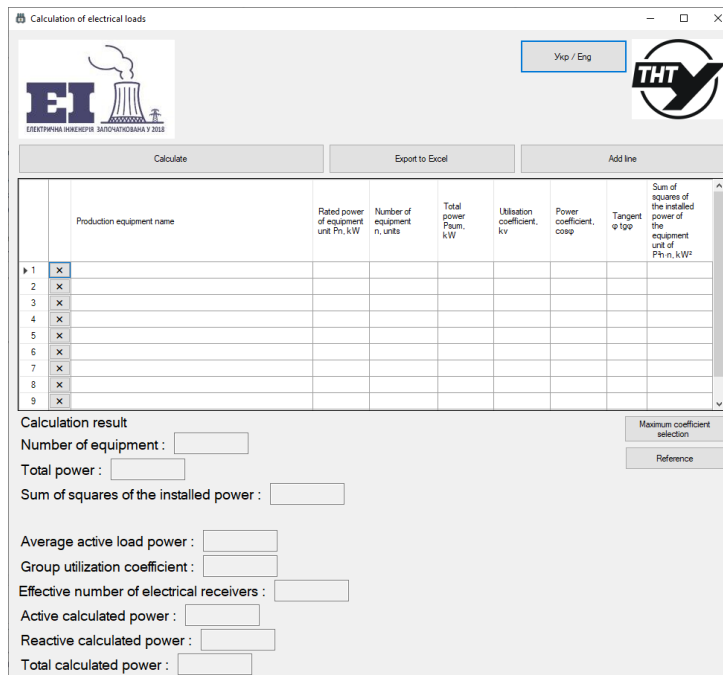 Calculation of electrical loads
EI
ЕЛЕКТРИЧНА ІНЖЕНЕРІЯ ЗАПОЧАТКОВАНА У 2018
Укр / Eng
ТНТУ
Calculate
Export to Excel
Add line
Production equipment name
Rated power
of equipment
unit Pn, kW
Number of
equipment
n, units
Total
power
Psum,
kW
Utilisation
coefficient,
kv
Power
coefficient,
cosφ
Tangent
φ tgφ
Sum of
squares of
the installed
power of
the
equipment
unit of
P²n·n, kW²
1
2
3
4
5
6
7
8
9
Calculation result
Number of equipment :
Total power :
Sum of squares of the installed power :
Average active load power :
Group utilization coefficient :
Effective number of electrical receivers :
Active calculated power :
Reactive calculated power :
Total calculated power :
Maximum coefficient
selection
Reference